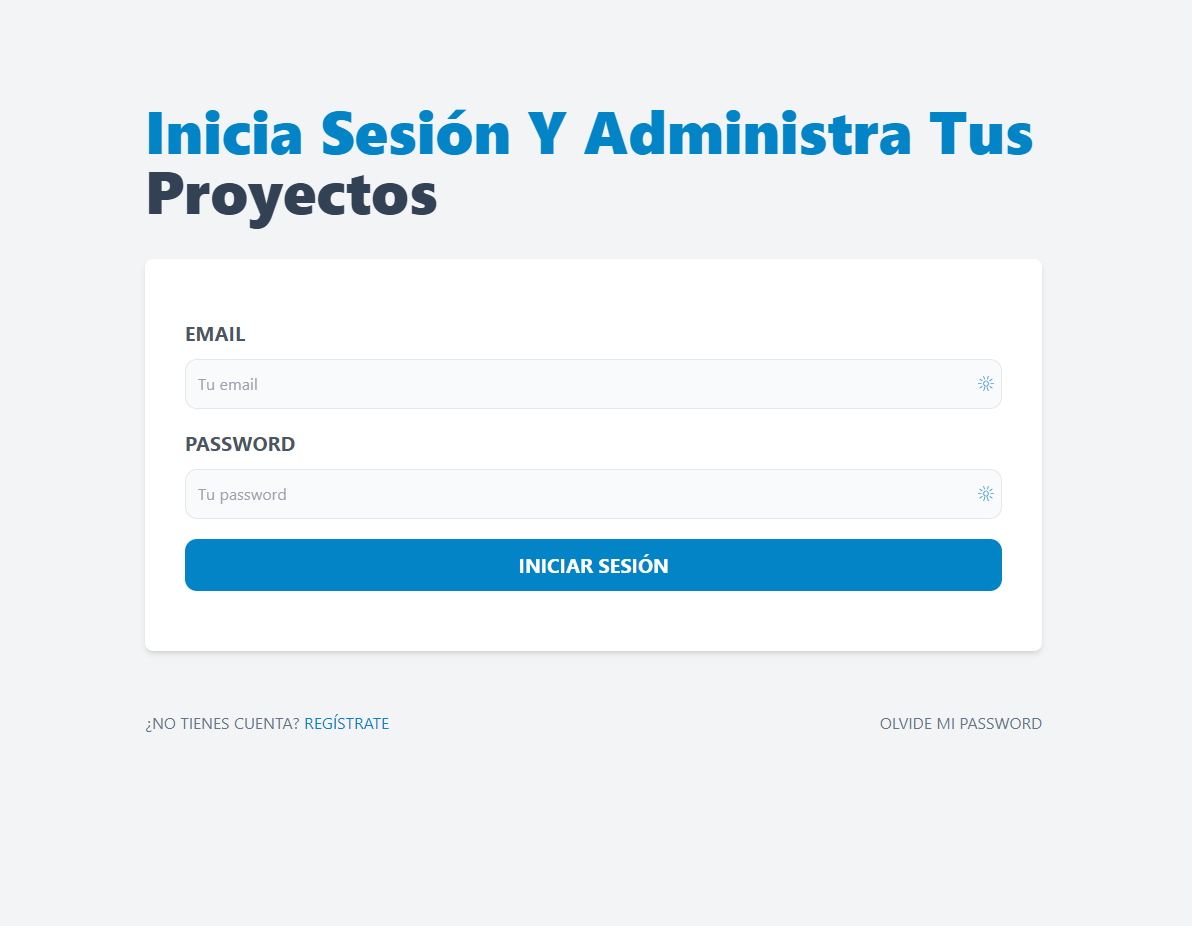 Inicia Sesión Y Administra Tus
Proyectos
EMAIL
Tu email
PASSWORD
Tu password
INICIAR SESIÓN
¿NO TIENES CUENTA? REGÍSTRATE
OLVIDE MI PASSWORD